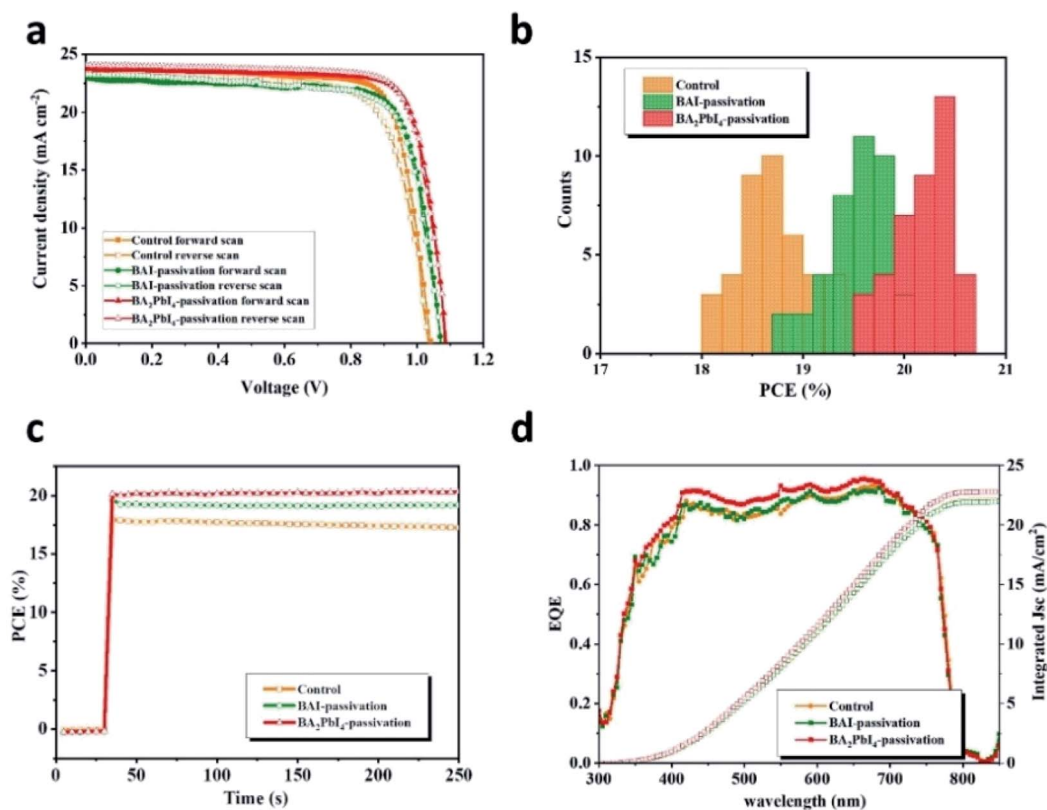 a
25
20
15
10
5
0
Current density (mA cm⁻²)
Control forward scan
Control reverse scan
BAI-passivation forward scan
BAI-passivation reverse scan
BA₂PbI₄-passivation forward scan
BA₂PbI₄-passivation reverse scan
0.0 0.2 0.4 0.6 0.8 1.0 1.2
Voltage (V)
b
15
10
5
0
Counts
Control
BAI-passivation
BA₂PbI₄-passivation
17 18 19 20 21
PCE (%)
c
20
15
10
5
0
PCE (%)
Control
BAI-passivation
BA₂PbI₄-passivation
0 50 100 150 200 250
Time (s)
d
1.0
0.8
0.6
0.4
0.2
0.0
EQE
Control
BAI-passivation
BA₂PbI₄-passivation
25
20
15
10
5
0
Integrated Jsc (mA/cm²)
300 400 500 600 700 800
wavelength (nm)